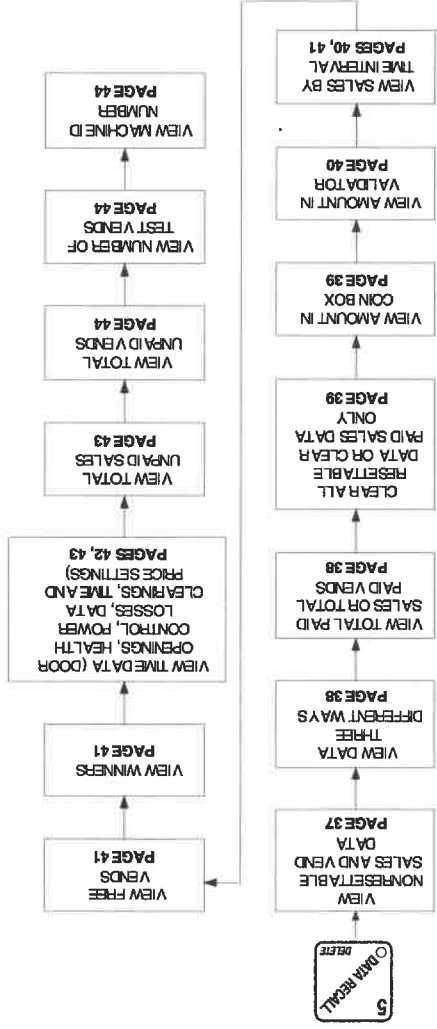 5
DATA RECALL
DELETE
VIEW
NONRESETTABLE
SALES AND VEND
DATA
PAGE 37
VIEW DATA
THREE
DIFFERENT WAYS
PAGE 38
VIEW TOTAL PAID
SALES OR TOTAL
PAID VENDS
PAGE 38
CLEAR ALL
RESETTABLE
DATA OR CLEAR
PAID SALES DATA
ONLY
PAGE 39
VIEW AMOUNT IN
COIN BOX
PAGE 39
VIEW AMOUNT IN
VALIDATOR
PAGE 40
VIEW SALES BY
TIME INTERVAL
PAGES 40, 41
VIEW FREE
VENDS
PAGE 41
VIEW WINNERS
PAGE 41
VIEW TIME DATA (DOOR
OPENINGS, HEALTH
CONTROL, POWER
LOSSES, DATA
CLEARINGS, TIME AND
PRICE SETTINGS)
PAGES 42, 43
VIEW TOTAL
UNPAID SALES
PAGE 43
VIEW TOTAL
UNPAID VENDS
PAGE 44
VIEW NUMBER OF
TEST VENDS
PAGE 44
VIEW MACHINE ID
NUMBER
PAGE 44